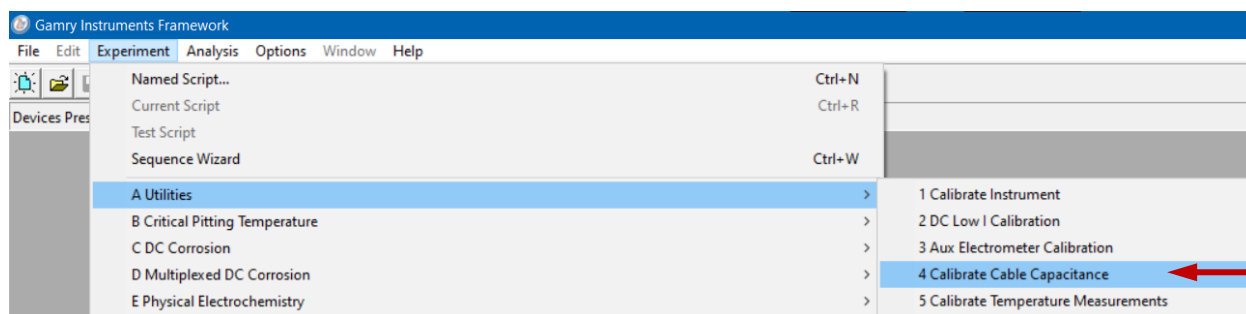 Gamry Instruments Framework
File Edit Experiment Analysis Options Window Help
Named Script... Ctrl+N
Current Script Ctrl+R
Devices Pres
Test Script
Sequence Wizard Ctrl+W
A Utilities > 1 Calibrate Instrument
B Critical Pitting Temperature > 2 DC Low I Calibration
C DC Corrosion > 3 Aux Electrometer Calibration
D Multiplexed DC Corrosion > 4 Calibrate Cable Capacitance
E Physical Electrochemistry > 5 Calibrate Temperature Measurements